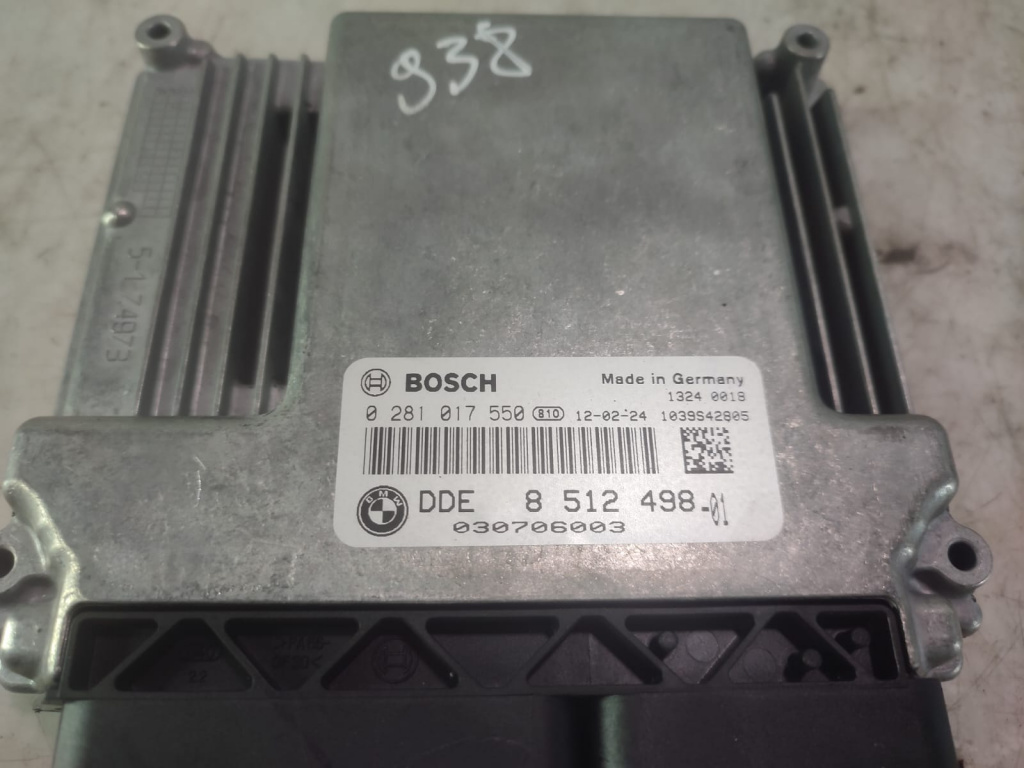 938
5-LL74973
BOSCH
Made in Germany
1324 0018
0 281 017 550 810 12-02-24 1039S42805
BMW
DDE 8 512 498-01
030706003